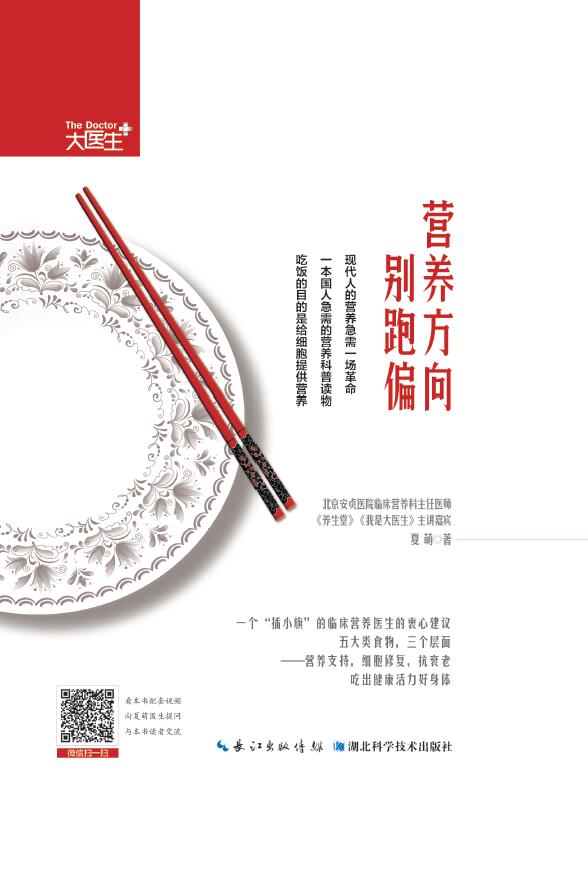 The Doctor
大医生
营养方向
别跑偏
现代人的营养急需一场革命
一本国人急需的营养科普读物
吃饭的目的是给细胞提供营养
北京安贞医院临床营养科主任医师
《养生堂》《我是大医生》主讲嘉宾
夏 萌◎著
一个“插小旗”的临床营养医生的衷心建议
五大类食物，三个层面
——营养支持，细胞修复，抗衰老
吃出健康活力好身体
看本书配套视频
向夏萌医生提问
与本书读者交流
微信扫一扫
长江出版传媒 湖北科学技术出版社